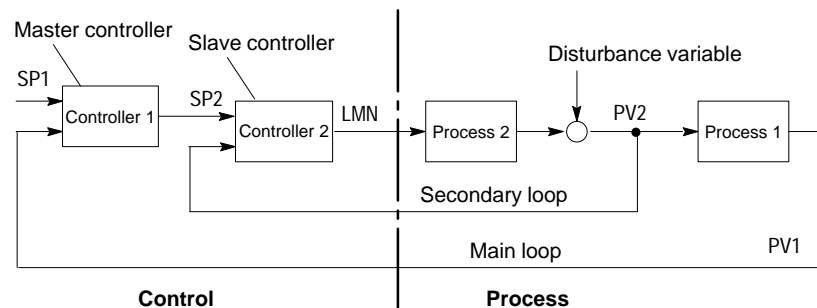 Master controller
Slave controller
Disturbance variable
SP1
SP2
LMN
PV2
Controller 1
Controller 2
Process 2
Process 1
Secondary loop
Main loop
PV1
Control
Process